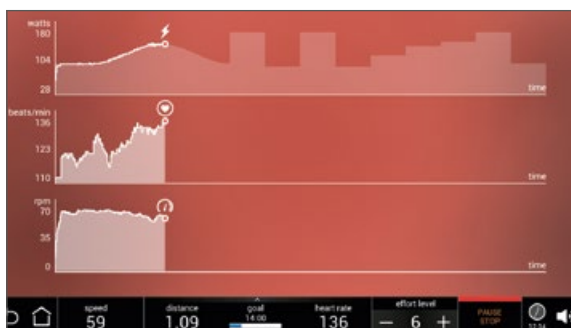 watts
180
104
28
time
beats/min
136
123
110
time
rpm
70
35
0
time
speed
59
distance
1.09
goal
14:00
heart rate
136
effort level
− 6 +
PAUSE
STOP